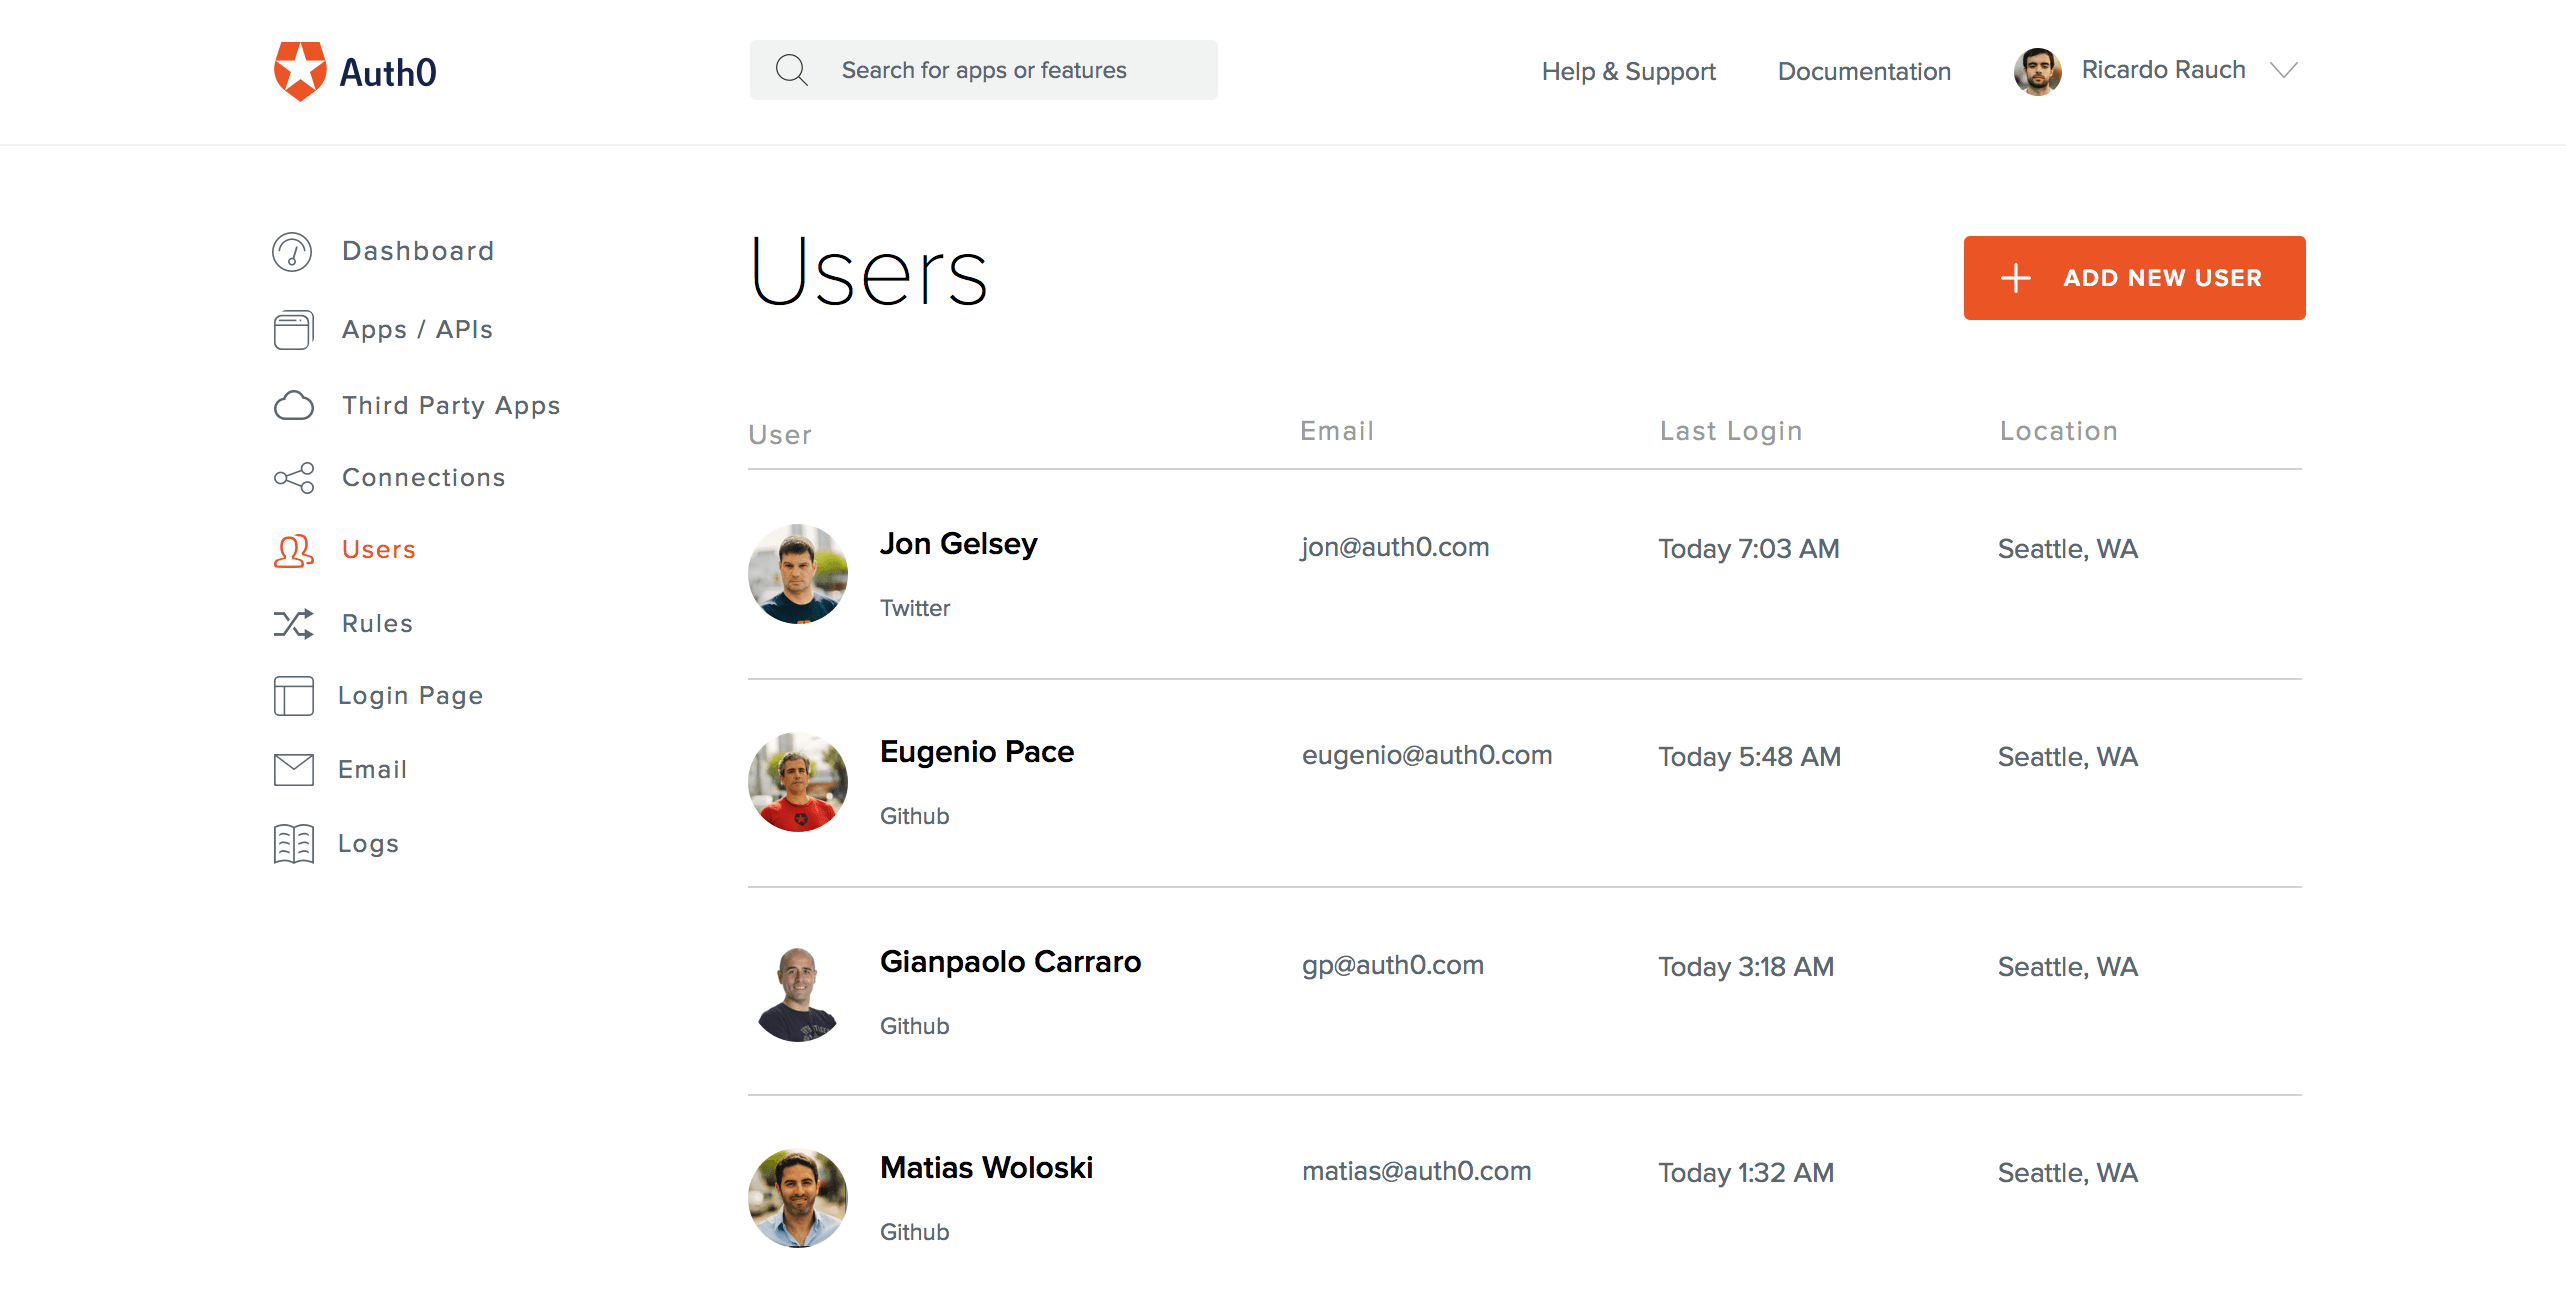 Auth0
Search for apps or features
Help & Support
Documentation
Ricardo Rauch
Dashboard
Apps / APIs
Third Party Apps
Connections
Users
Rules
Login Page
Email
Logs
Users
ADD NEW USER
User Email Last Login Location
Jon Gelsey jon@auth0.com Today 7:03 AM Seattle, WA
Twitter
Eugenio Pace eugenio@auth0.com Today 5:48 AM Seattle, WA
Github
Gianpaolo Carraro gp@auth0.com Today 3:18 AM Seattle, WA
Github
Matias Woloski matias@auth0.com Today 1:32 AM Seattle, WA
Github